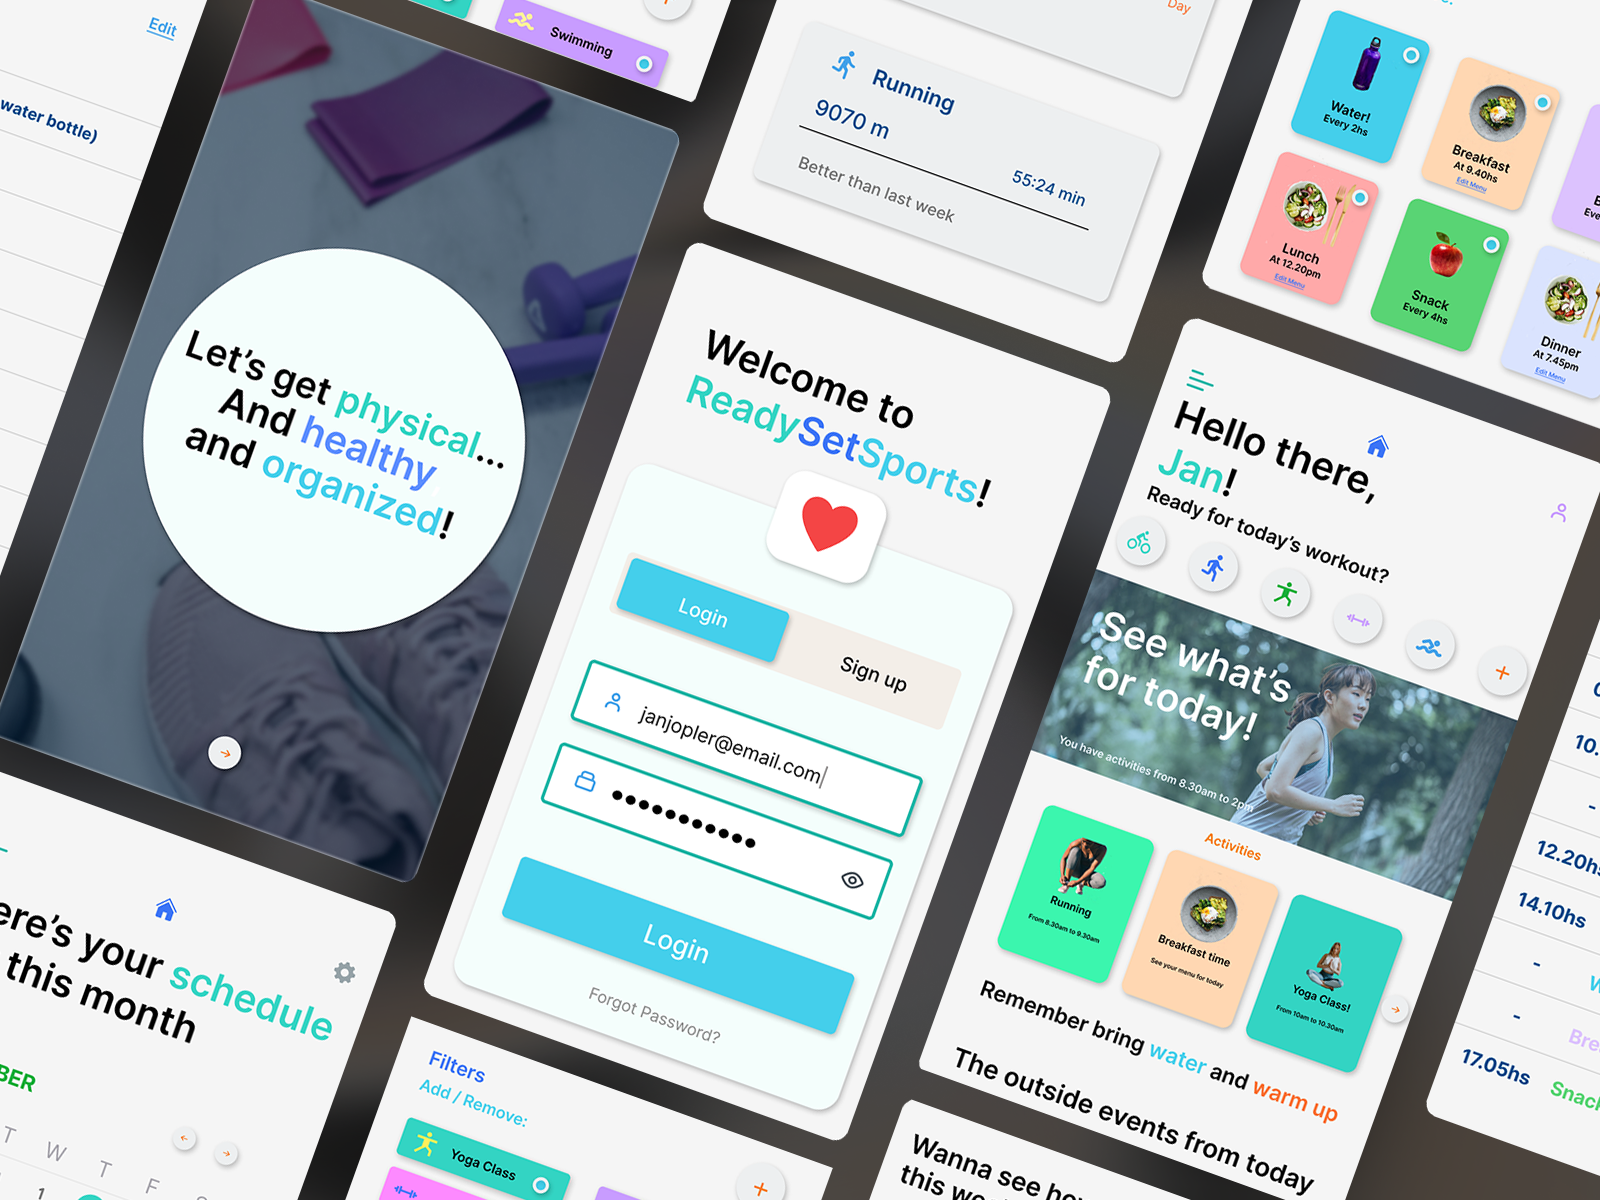 Edit
water bottle)
Swimming
Let's get physical...
And healthy
and organized!
ere's your schedule
this month
BER
T W T F S
1
Day
Running
9070 m
55:24 min
Better than last week
Welcome to
ReadySetSports!
Login
Sign up
janjopler@email.com
Login
Forgot Password?
Filters
Add / Remove:
Yoga Class
Water!
Every 2hs
Breakfast
At 9.40hs
Edit Menu
Lunch
At 12.20pm
Edit Menu
Snack
Every 4hs
Dinner
At 7.45pm
Edit Menu
Hello there,
Jan!
Ready for today's workout?
See what's
for today!
You have activities from 8.30am to 2pm
Activities
Running
From 8.30am to 9.30am
Breakfast time
See your menu for today
Yoga Class!
From 10am to 10.30am
Remember bring water and warm up
The outside events from today
Wanna see how
this we
10.
-
12.20hs
14.10hs
-
W
-
Bre
17.05hs Snack